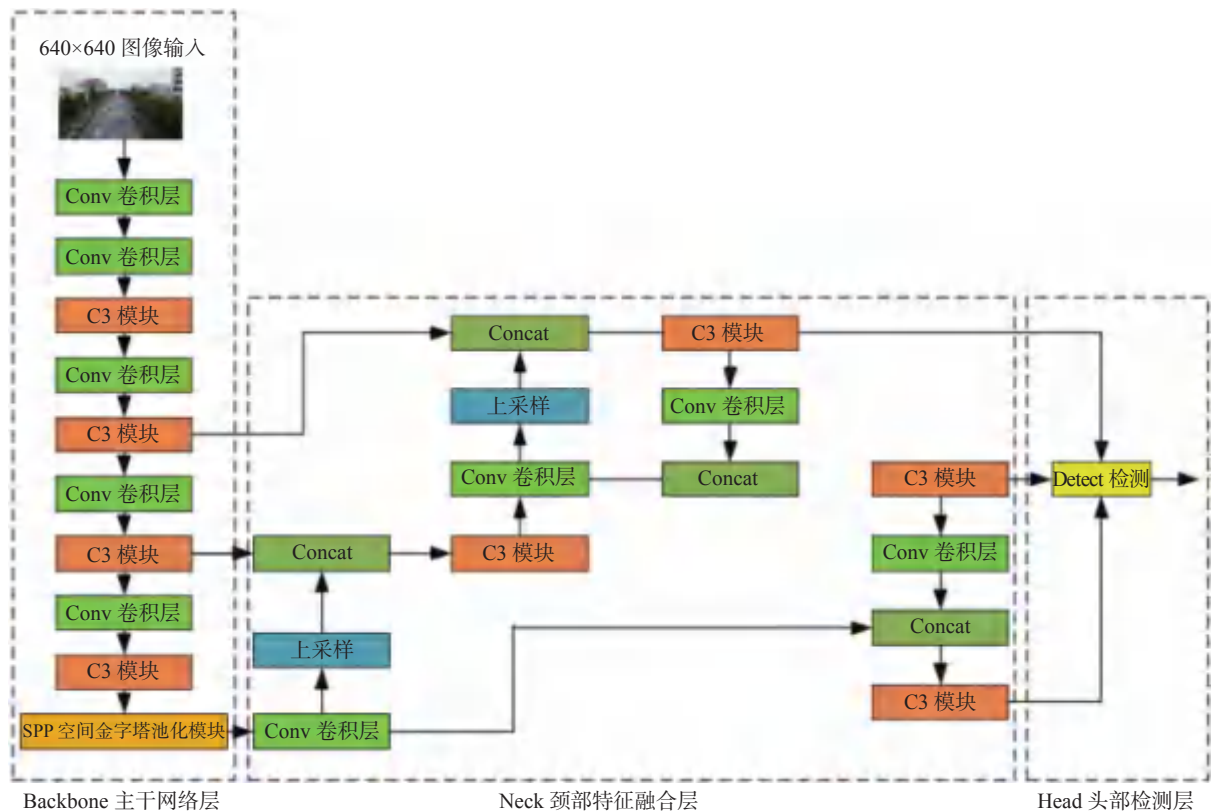 640×640 图像输入
Conv 卷积层
Conv 卷积层
C3 模块
Conv 卷积层
C3 模块
Conv 卷积层
C3 模块
Conv 卷积层
C3 模块
SPP 空间金字塔池化模块
Concat
上采样
Conv 卷积层
Concat
上采样
Conv 卷积层
C3 模块
C3 模块
Conv 卷积层
Concat
C3 模块
Conv 卷积层
Concat
C3 模块
Detect 检测
Backbone 主干网络层
Neck 颈部特征融合层
Head 头部检测层